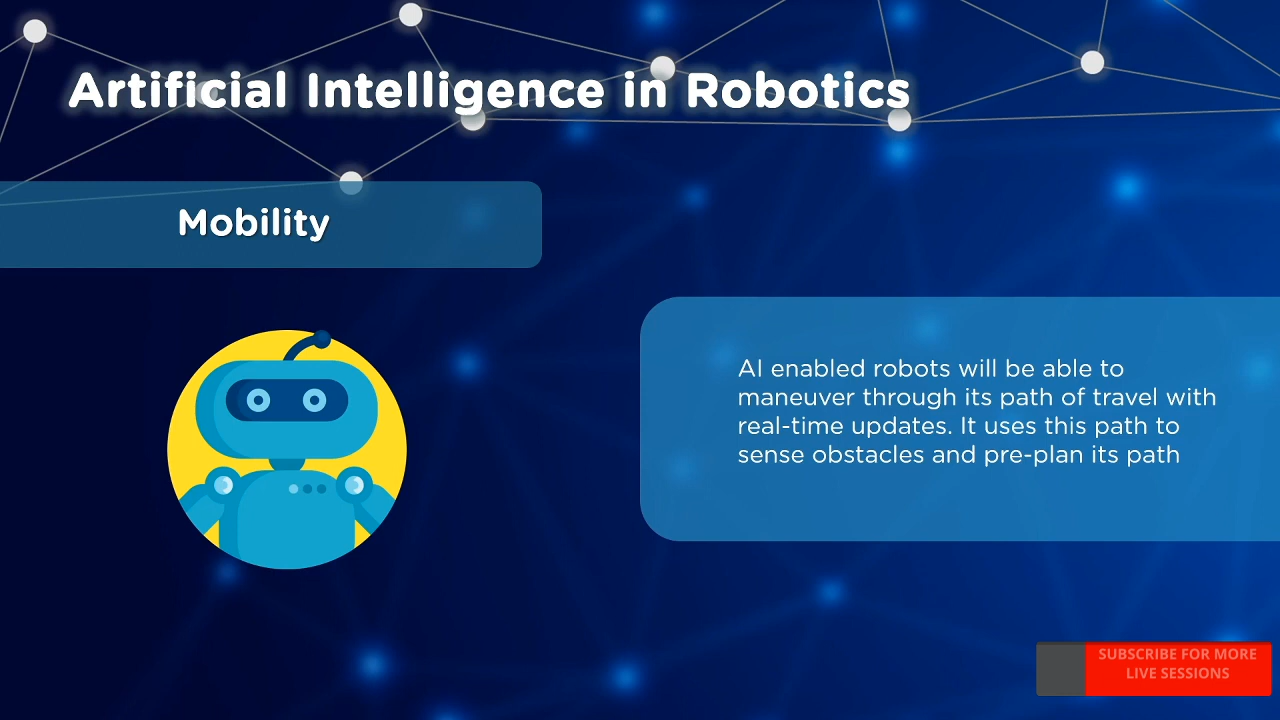 Artificial Intelligence in Robotics
Mobility
AI enabled robots will be able to
maneuver through its path of travel with
real-time updates. It uses this path to
sense obstacles and pre-plan its path
SUBSCRIBE FOR MORE
LIVE SESSIONS